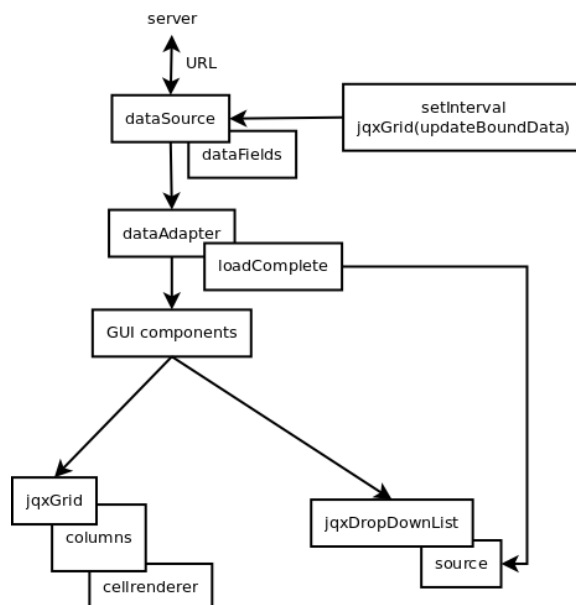 server
URL
setInterval
jqxGrid(updateBoundData)
dataSource
dataFields
dataAdapter
loadComplete
GUI components
jqxGrid
columns
cellrenderer
jqxDropDownList
source